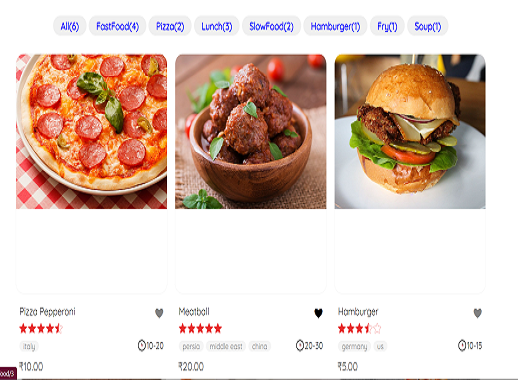 All(6) FastFood(4) Pizza(2) Lunch(3) SlowFood(2) Hamburger(1) Fry(1) Soup(1)
Pizza Pepperoni
italy
10-20
₹10.00
Meatball
persia middle east china
20-30
₹20.00
Hamburger
germany us
10-15
₹5.00
ood/3